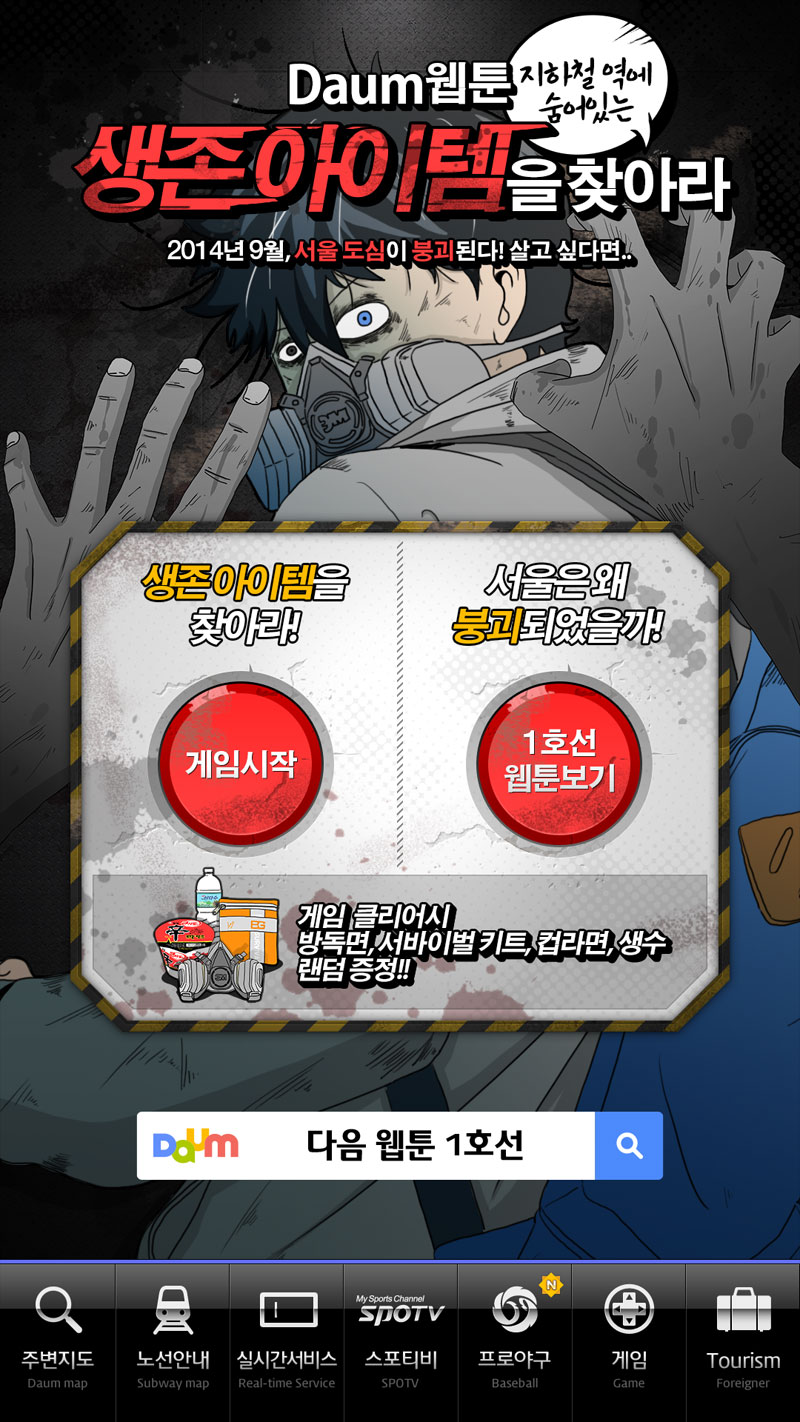 Daum웹툰
지하철 역에
숨어있는
생존 아이템을 찾아라
2014년 9월, 서울 도심이 붕괴된다! 살고 싶다면..
3M
생존 아이템을
찾아라!
서울은 왜
붕괴되었을까!
게임시작
1호선
웹툰보기
辛
게임 클리어시
방독면, 서바이벌 키트, 컵라면, 생수
랜덤 증정!!
Daum
다음 웹툰 1호선
N
My Sports Channel
SPOTV
주변지도
노선안내
실시간서비스
스포티비
프로야구
게임
Tourism
Daum map
Subway map
Real-time Service
SPOTV
Baseball
Game
Foreigner